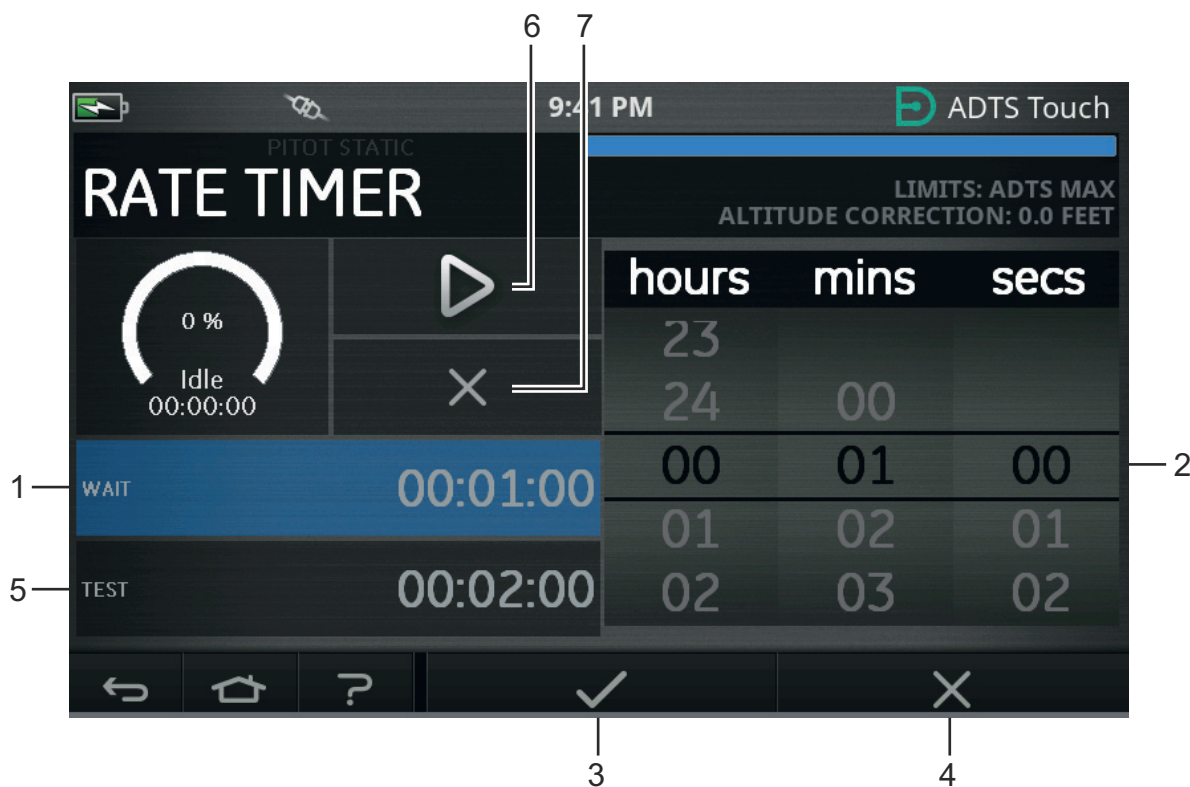 6 7
9:41 PM
ADTS Touch
PITOT STATIC
RATE TIMER
LIMITS: ADTS MAX
ALTITUDE CORRECTION: 0.0 FEET
0 %
Idle
00:00:00
hours mins secs
23
24 00
00 01 00
01 02 01
02 03 02
1
WAIT 00:01:00
2
5
TEST 00:02:00
?
3
4